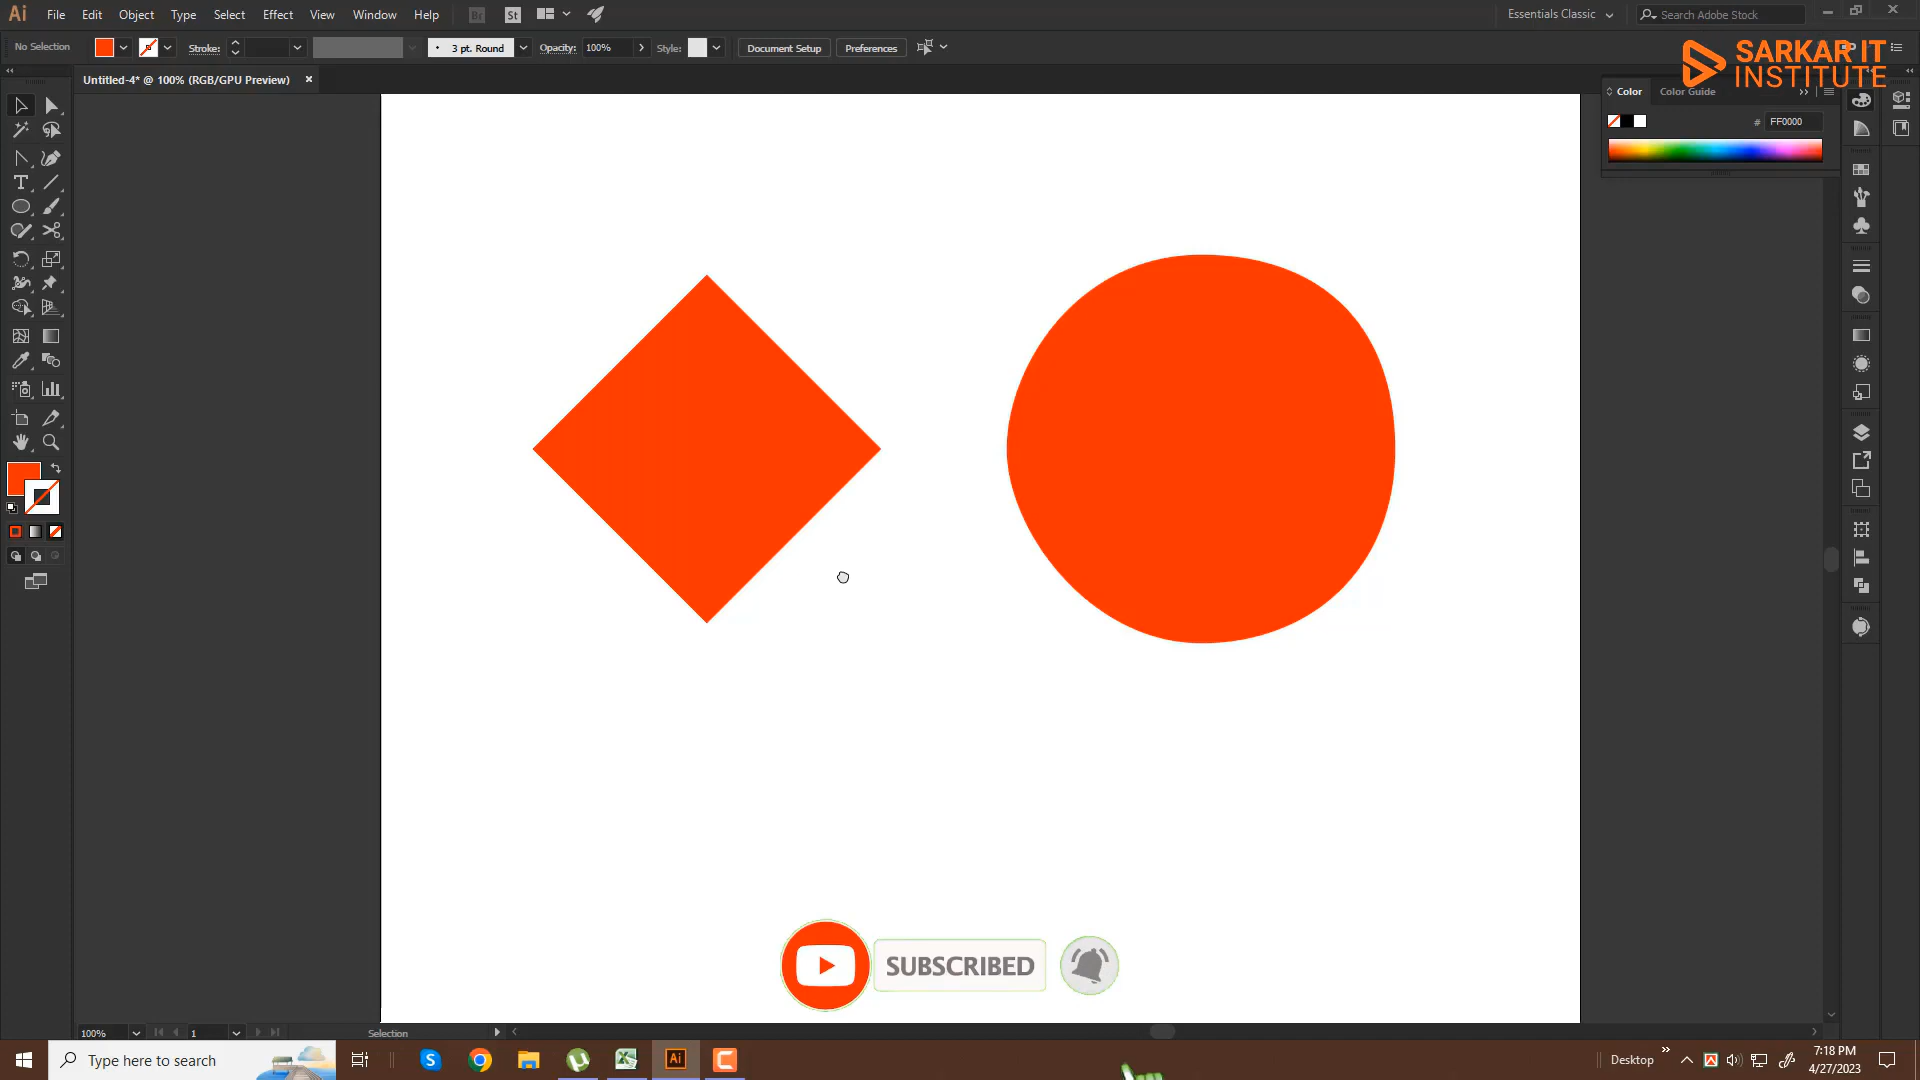 Ai File Edit Object Type Select Effect View Window Help Br St Essentials Classic Search Adobe Stock
No Selection Stroke: 3 pt. Round Opacity: 100% Style: Document Setup Preferences
SARKAR IT
INSTITUTE
Untitled-4* @ 100% (RGB/GPU Preview) ×
Color Color Guide
# FF0000
SUBSCRIBED
100% 1 Selection
Type here to search Ai Desktop 7:18 PM
4/27/2023